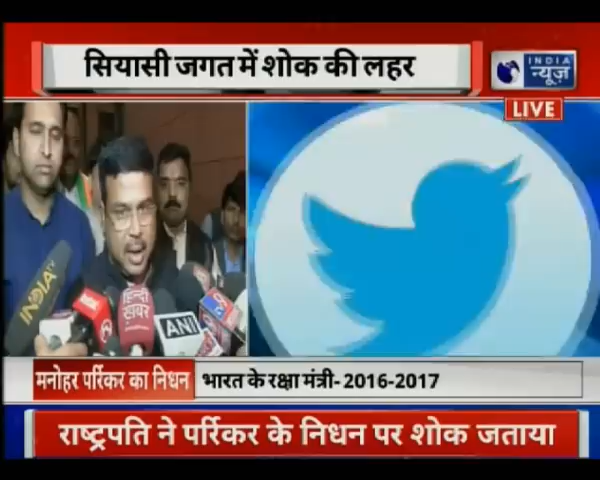 सियासी जगत में शोक की लहर
INDIA
न्यूज़
LIVE
INDIA
हिन्दी
ख़बर
ANI
मनोहर पर्रिकर का निधन
भारत के रक्षा मंत्री- 2016-2017
राष्ट्रपति ने पर्रिकर के निधन पर शोक जताया